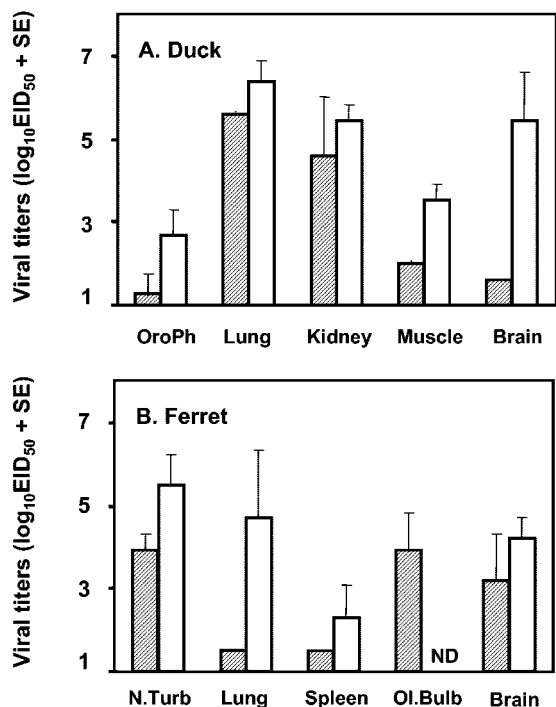 A. Duck
Viral titers (log10EID50 + SE)
7
5
3
1
OroPh Lung Kidney Muscle Brain
B. Ferret
Viral titers (log10EID50 + SE)
7
5
3
1
ND
N.Turb Lung Spleen Ol.Bulb Brain